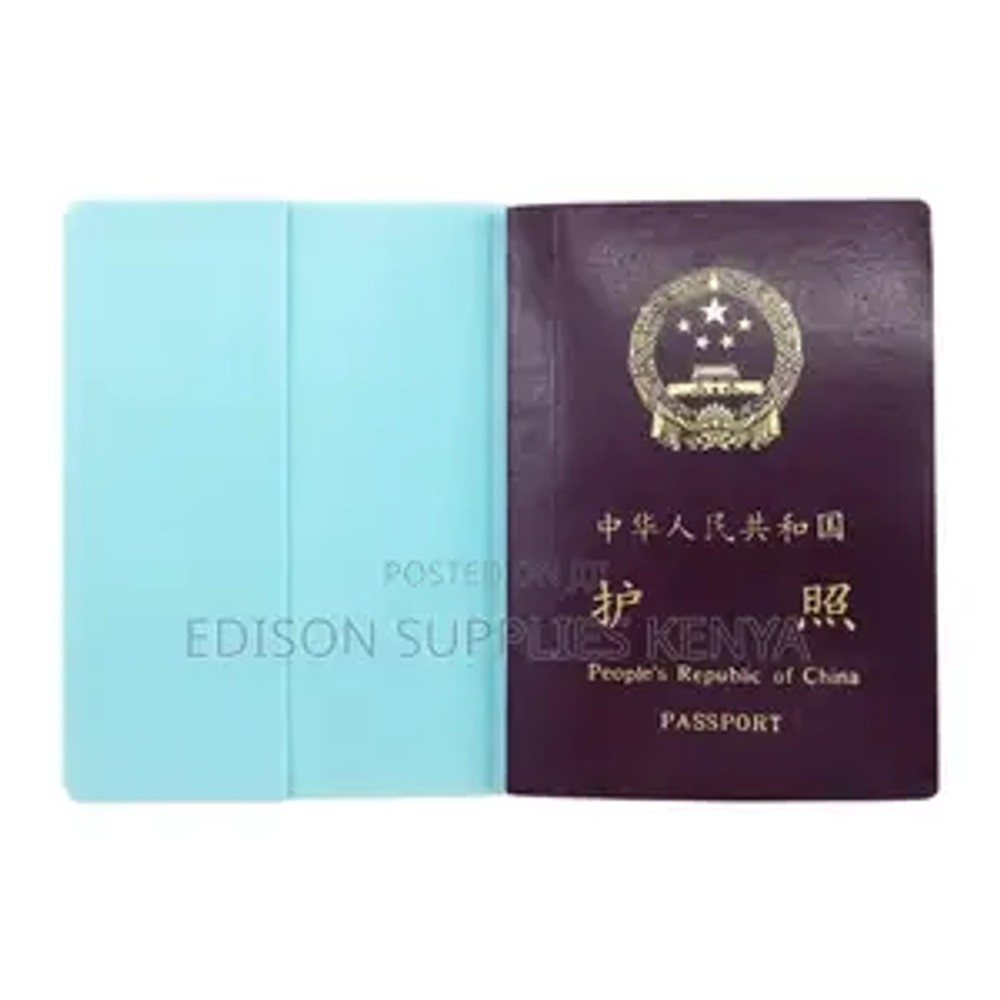 中华人民共和国
护 照
People's Republic of China
PASSPORT
POSTED ON
EDISON SUPPLIES KENYA